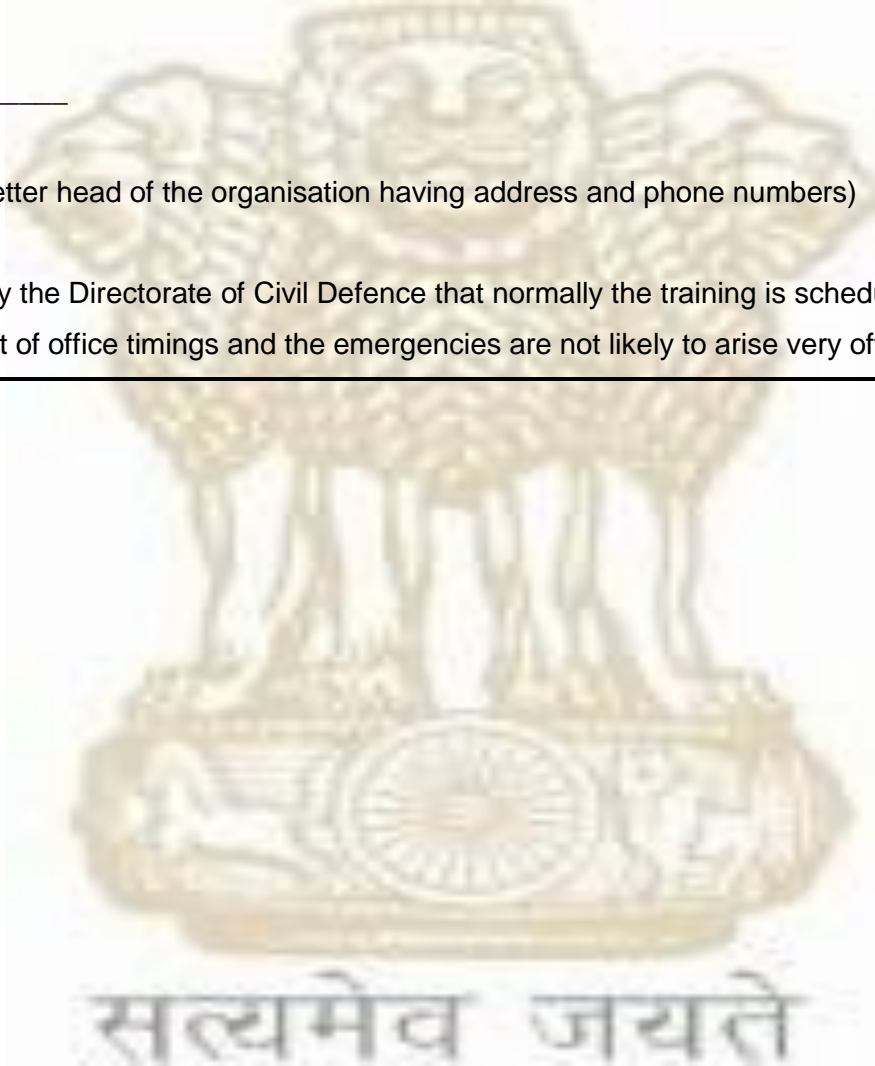 etter head of the organisation having address and phone numbers)
y the Directorate of Civil Defence that normally the training is schedu
t of office timings and the emergencies are not likely to arise very of
सत्यमेव जयते